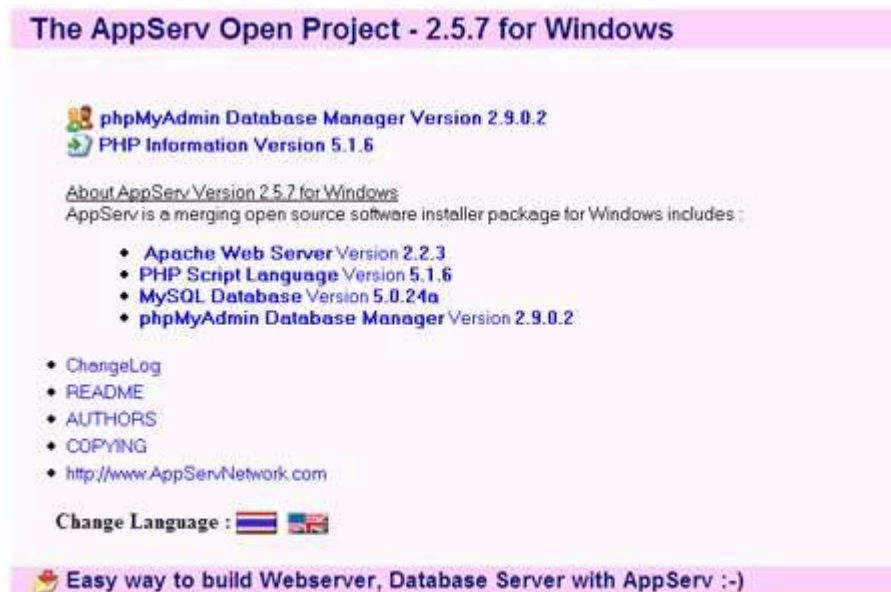 The AppServ Open Project - 2.5.7 for Windows
phpMyAdmin Database Manager Version 2.9.0.2
PHP Information Version 5.1.6
About AppServ Version 2.5.7 for Windows
AppServ is a merging open source software installer package for Windows includes :
Apache Web Server Version 2.2.3
PHP Script Language Version 5.1.6
MySQL Database Version 5.0.24a
phpMyAdmin Database Manager Version 2.9.0.2
ChangeLog
README
AUTHORS
COPYING
http://www.AppServNetwork.com
Change Language :
Easy way to build Webserver, Database Server with AppServ :-)